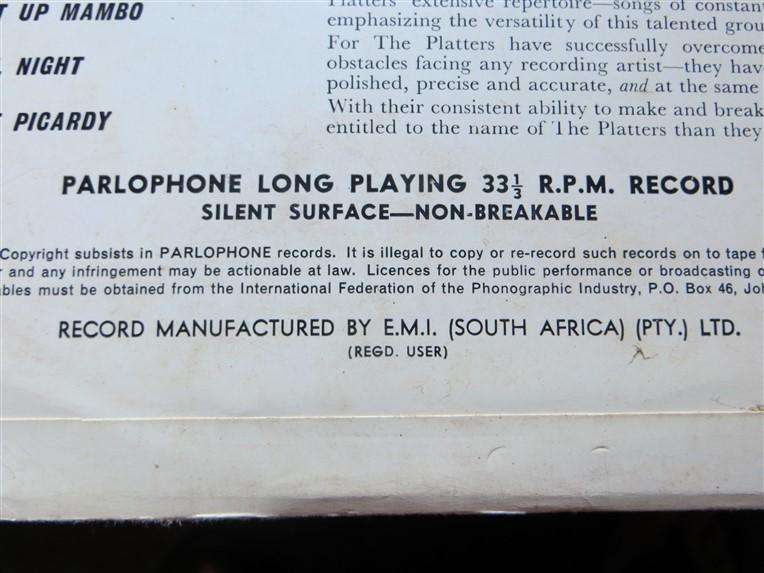 T UP MAMBO
NIGHT
PICARDY
Platters' extensive repertoire—songs of constant
emphasizing the versatility of this talented grou
For The Platters have successfully overcome
obstacles facing any recording artist—they hav
polished, precise and accurate, and at the same
With their consistent ability to make and break
entitled to the name of The Platters than they
PARLOPHONE LONG PLAYING 33⅓ R.P.M. RECORD
SILENT SURFACE—NON-BREAKABLE
Copyright subsists in PARLOPHONE records. It is illegal to copy or re-record such records on to tape
r and any infringement may be actionable at law. Licences for the public performance or broadcasting o
bles must be obtained from the International Federation of the Phonographic Industry, P.O. Box 46, Joh
RECORD MANUFACTURED BY E.M.I. (SOUTH AFRICA) (PTY.) LTD.
(REGD. USER)